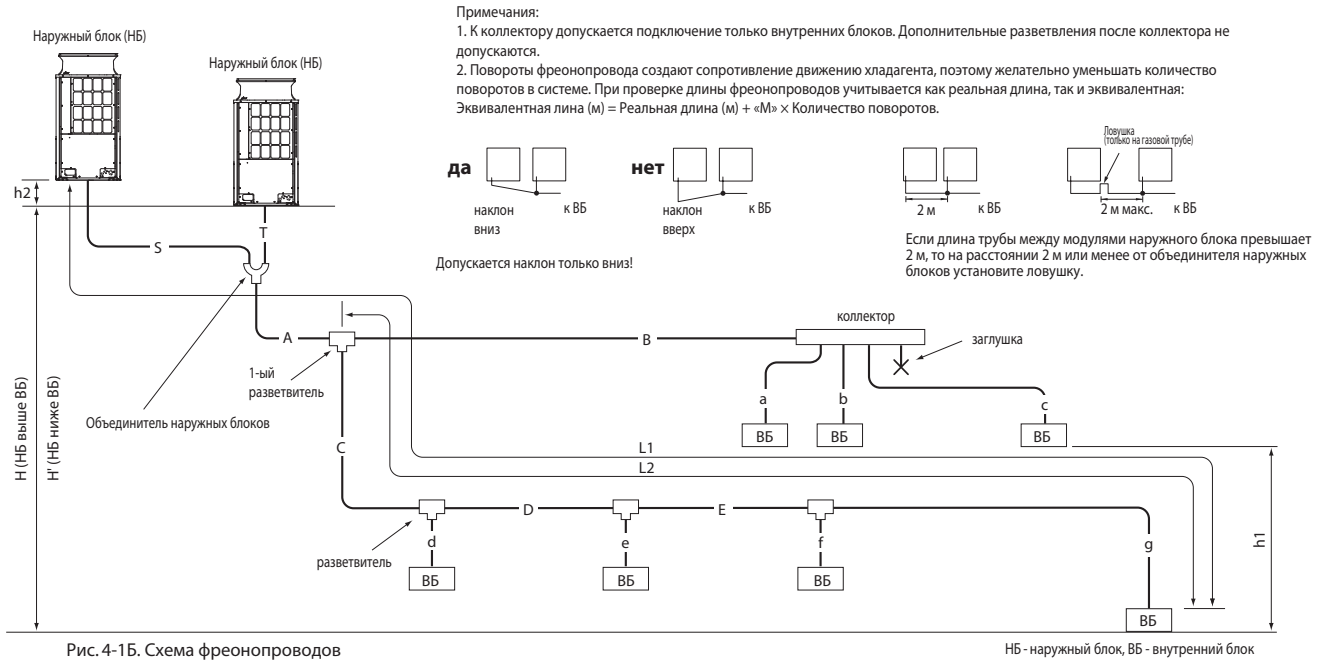 Примечания:
1. К коллектору допускается подключение только внутренних блоков. Дополнительные разветвления после коллектора не
допускаются.
2. Повороты фреонопровода создают сопротивление движению хладагента, поэтому желательно уменьшать количество
поворотов в системе. При проверке длины фреонопроводов учитывается как реальная длина, так и эквивалентная:
Эквивалентная лина (м) = Реальная длина (м) + «М» × Количество поворотов.
Наружный блок (НБ)
Наружный блок (НБ)
h2
S
T
да
наклон
вниз
к ВБ
нет
наклон
вверх
к ВБ
2 м
к ВБ
Ловушка
(только на газовой трубе)
2 м макс.
к ВБ
Допускается наклон только вниз!
Если длина трубы между модулями наружного блока превышает
2 м, то на расстоянии 2 м или менее от объединителя наружных
блоков установите ловушку.
A
B
коллектор
заглушка
1-ый
разветвитель
Объединитель наружных блоков
a
b
c
ВБ
ВБ
ВБ
H (НБ выше ВБ)
H' (НБ ниже ВБ)
C
L1
L2
D
E
d
e
f
g
h1
разветвитель
ВБ
ВБ
ВБ
ВБ
Рис. 4-1Б. Схема фреонопроводов
НБ - наружный блок, ВБ - внутренний блок